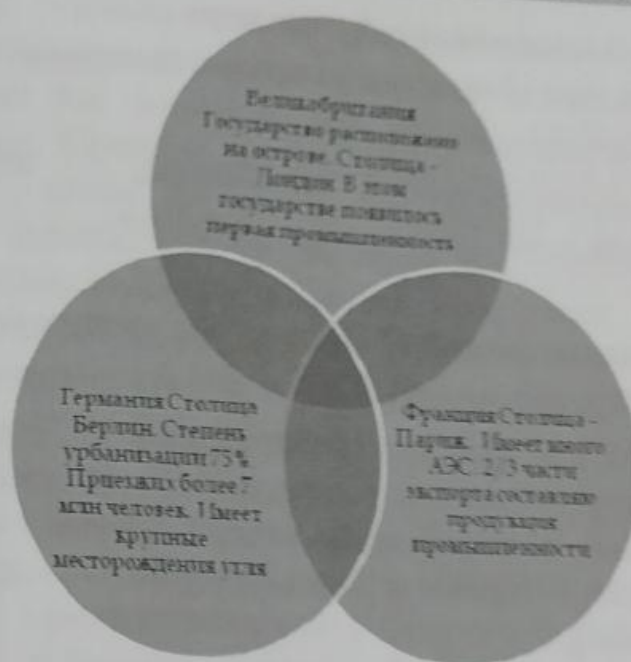 Великобритания
Государство расположено
на острове. Столица -
Лондон. В этом
государстве появилось
первая промышленность
Германия Столица
Берлин. Степень
урбанизации 75%
Приезжих более 7
млн человек. Имеет
крупные
месторождения угля
Франция Столица -
Париж. Имеет много
АЭС. 2/3 части
экспорта составляю
продукция
промышленности